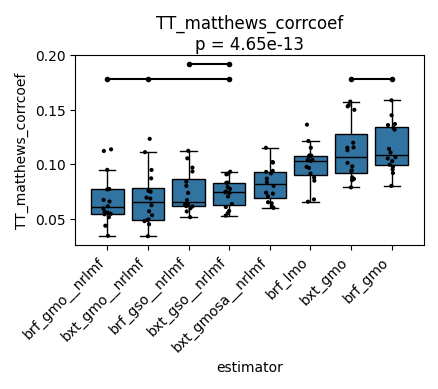 TT_matthews_corrcoef
p = 4.65e-13
TT_matthews_corrcoef
0.20
0.15
0.10
0.05
brf_gmo__nrlmf
bxt_gmo__nrlmf
brf_gso__nrlmf
bxt_gso__nrlmf
bxt_gmosa__nrlmf
brf_lmo
bxt_gmo
brf_gmo
estimator